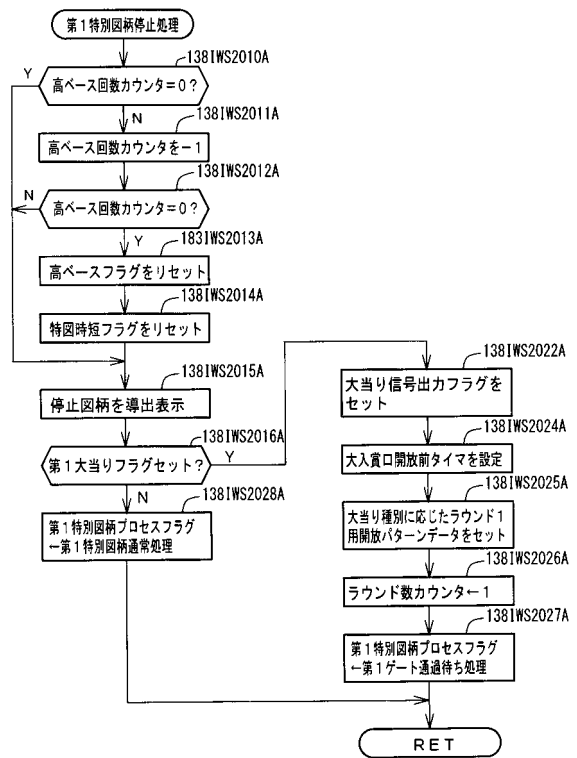 第1特別図柄停止処理
138IWS2010A
Y
高ベース回数カウンタ=0?
N
138IWS2011A
高ベース回数カウンタを-1
138IWS2012A
N
高ベース回数カウンタ=0?
Y
183IWS2013A
高ベースフラグをリセット
138IWS2014A
特図時短フラグをリセット
138IWS2015A
停止図柄を導出表示
138IWS2016A
第1大当りフラグセット?
Y
N
138IWS2028A
第1特別図柄プロセスフラグ
←第1特別図柄通常処理
138IWS2022A
大当り信号出力フラグを
セット
138IWS2024A
大入賞口開放前タイマを設定
138IWS2025A
大当り種別に応じたラウンド1
用開放パターンデータをセット
138IWS2026A
ラウンド数カウンタ←1
138IWS2027A
第1特別図柄プロセスフラグ
←第1ゲート通過待ち処理
RET